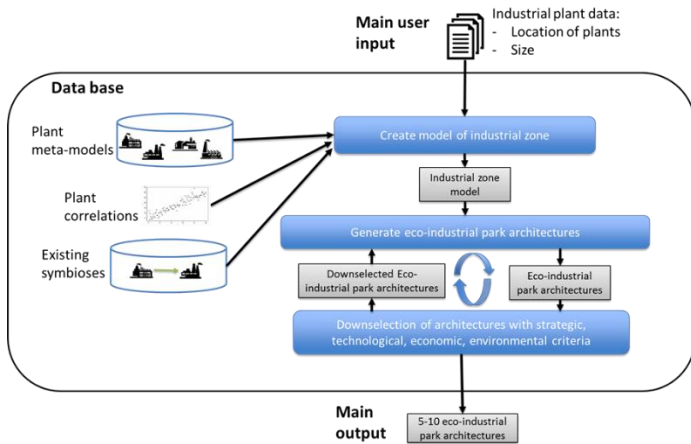 Main user
input
Industrial plant data:
- Location of plants
- Size
Data base
Plant
meta-models
Create model of industrial zone
Plant
correlations
Industrial zone
model
Existing
symbioses
Generate eco-industrial park architectures
Downselected Eco-
industrial park architectures
Eco-industrial
park architectures
Downselection of architectures with strategic,
technological, economic, environmental criteria
Main
output
5-10 eco-industrial
park architectures